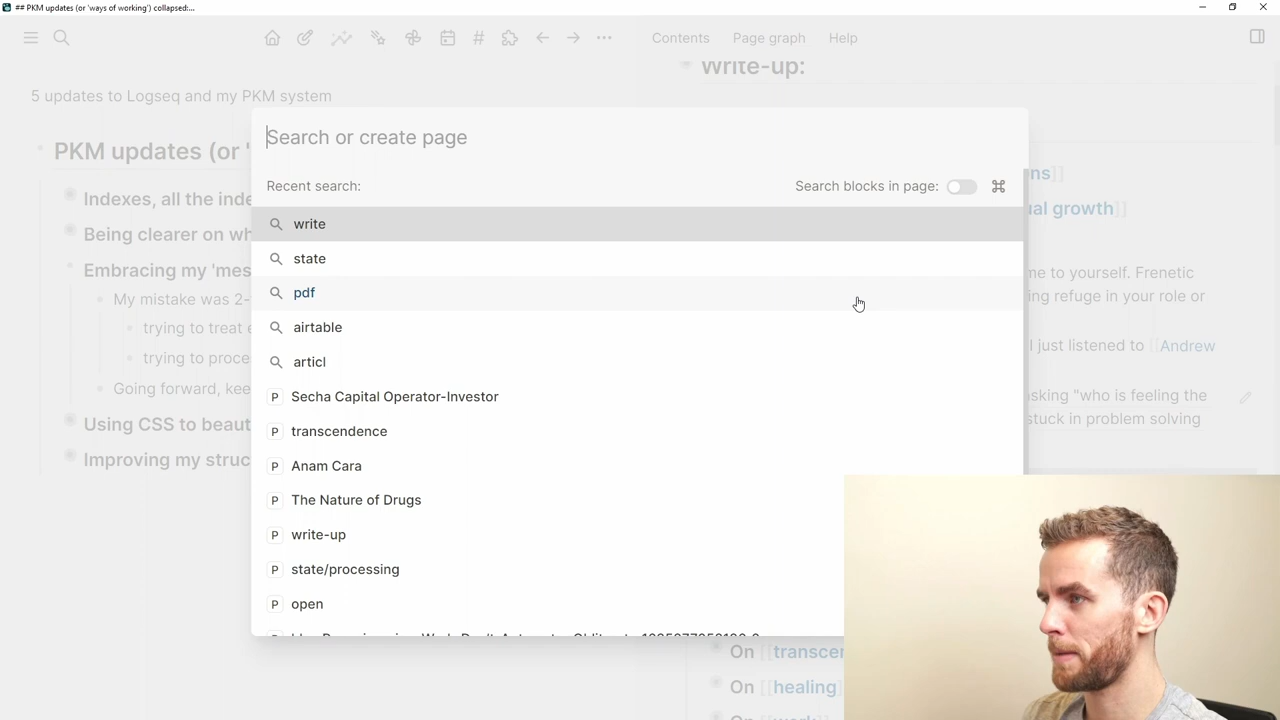 ## PKM updates (or 'ways of working') collapsed:...
Contents
Page graph
Help
5 updates to Logseq and my PKM system
Write-up:
PKM updates (or '
Indexes, all the inde
Being clearer on wh
Embracing my 'mes
My mistake was 2-
trying to treat e
trying to proce
Going forward, kee
Using CSS to beaut
Improving my struc
Search or create page
Recent search:
Search blocks in page:
write
state
pdf
airtable
articl
P Secha Capital Operator-Investor
P transcendence
P Anam Cara
P The Nature of Drugs
P write-up
P state/processing
P open
ns]]
ual growth]]
me to yourself. Frenetic
ing refuge in your role or
I just listened to [[Andrew
asking "who is feeling the
stuck in problem solving
On [[transcen
On [[healing]